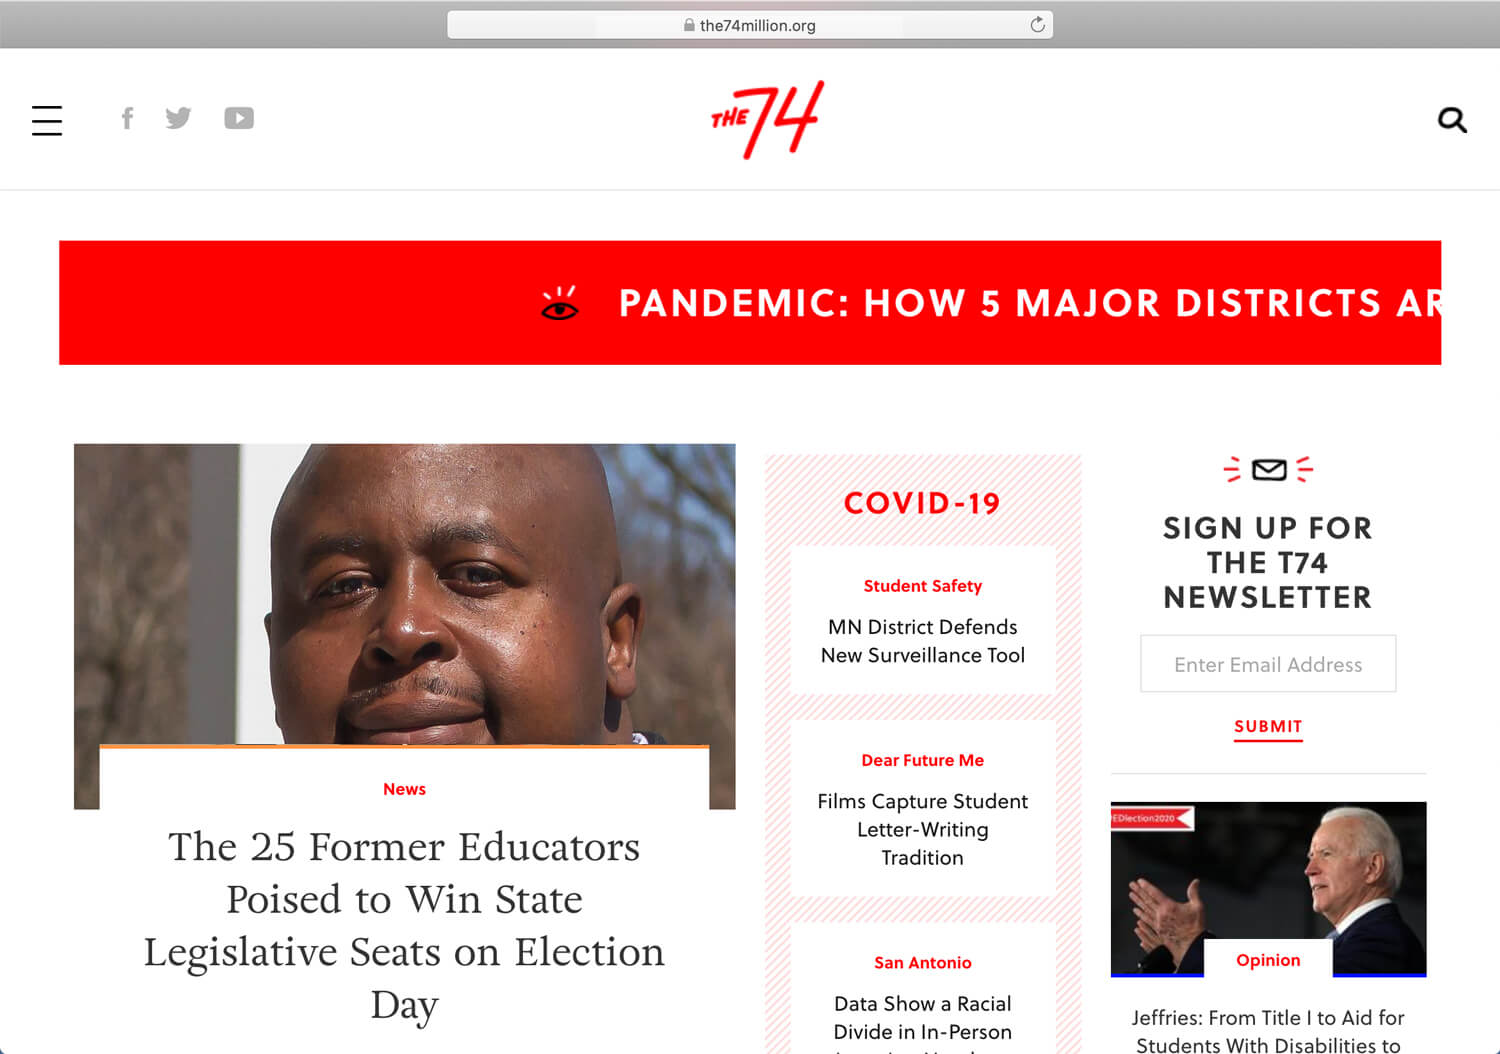 the74million.org
THE 74
PANDEMIC: HOW 5 MAJOR DISTRICTS AR
News
The 25 Former Educators
Poised to Win State
Legislative Seats on Election
Day
COVID-19
Student Safety
MN District Defends
New Surveillance Tool
Dear Future Me
Films Capture Student
Letter-Writing
Tradition
San Antonio
Data Show a Racial
Divide in In-Person
SIGN UP FOR
THE T74
NEWSLETTER
Enter Email Address
SUBMIT
#EDlection2020
Opinion
Jeffries: From Title I to Aid for
Students With Disabilities to